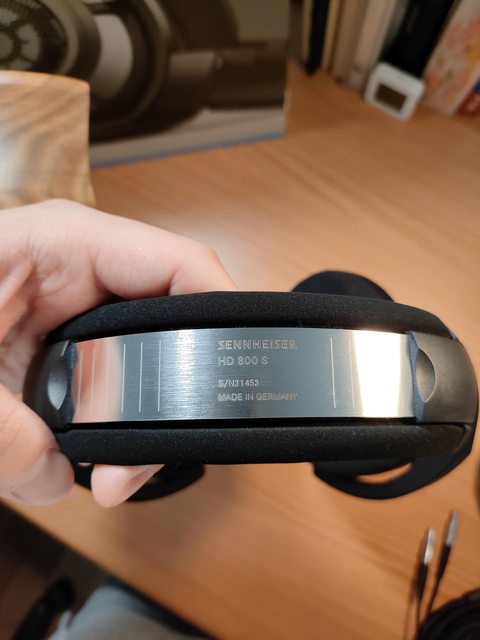 SENNHEISER
HD 800 S
S/N31453
MADE IN GERMANY